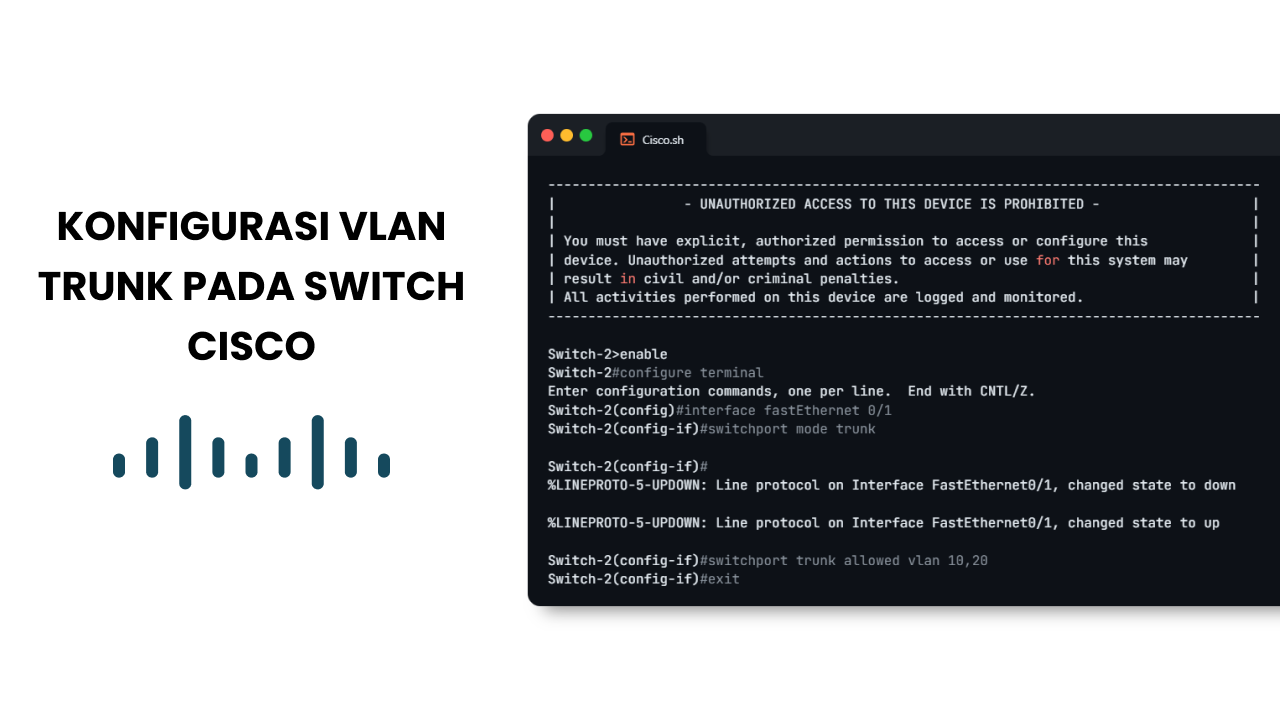 KONFIGURASI VLAN
TRUNK PADA SWITCH
CISCO
Cisco.sh
-----------------------------------------------------------------------------------------
|                - UNAUTHORIZED ACCESS TO THIS DEVICE IS PROHIBITED -                   |
|                                                                                       |
| You must have explicit, authorized permission to access or configure this             |
| device. Unauthorized attempts and actions to access or use for this system may        |
| result in civil and/or criminal penalties.                                            |
| All activities performed on this device are logged and monitored.                     |
-----------------------------------------------------------------------------------------
Switch-2>enable
Switch-2#configure terminal
Enter configuration commands, one per line.  End with CNTL/Z.
Switch-2(config)#interface fastEthernet 0/1
Switch-2(config-if)#switchport mode trunk
Switch-2(config-if)#
%LINEPROTO-5-UPDOWN: Line protocol on Interface FastEthernet0/1, changed state to down
%LINEPROTO-5-UPDOWN: Line protocol on Interface FastEthernet0/1, changed state to up
Switch-2(config-if)#switchport trunk allowed vlan 10,20
Switch-2(config-if)#exit